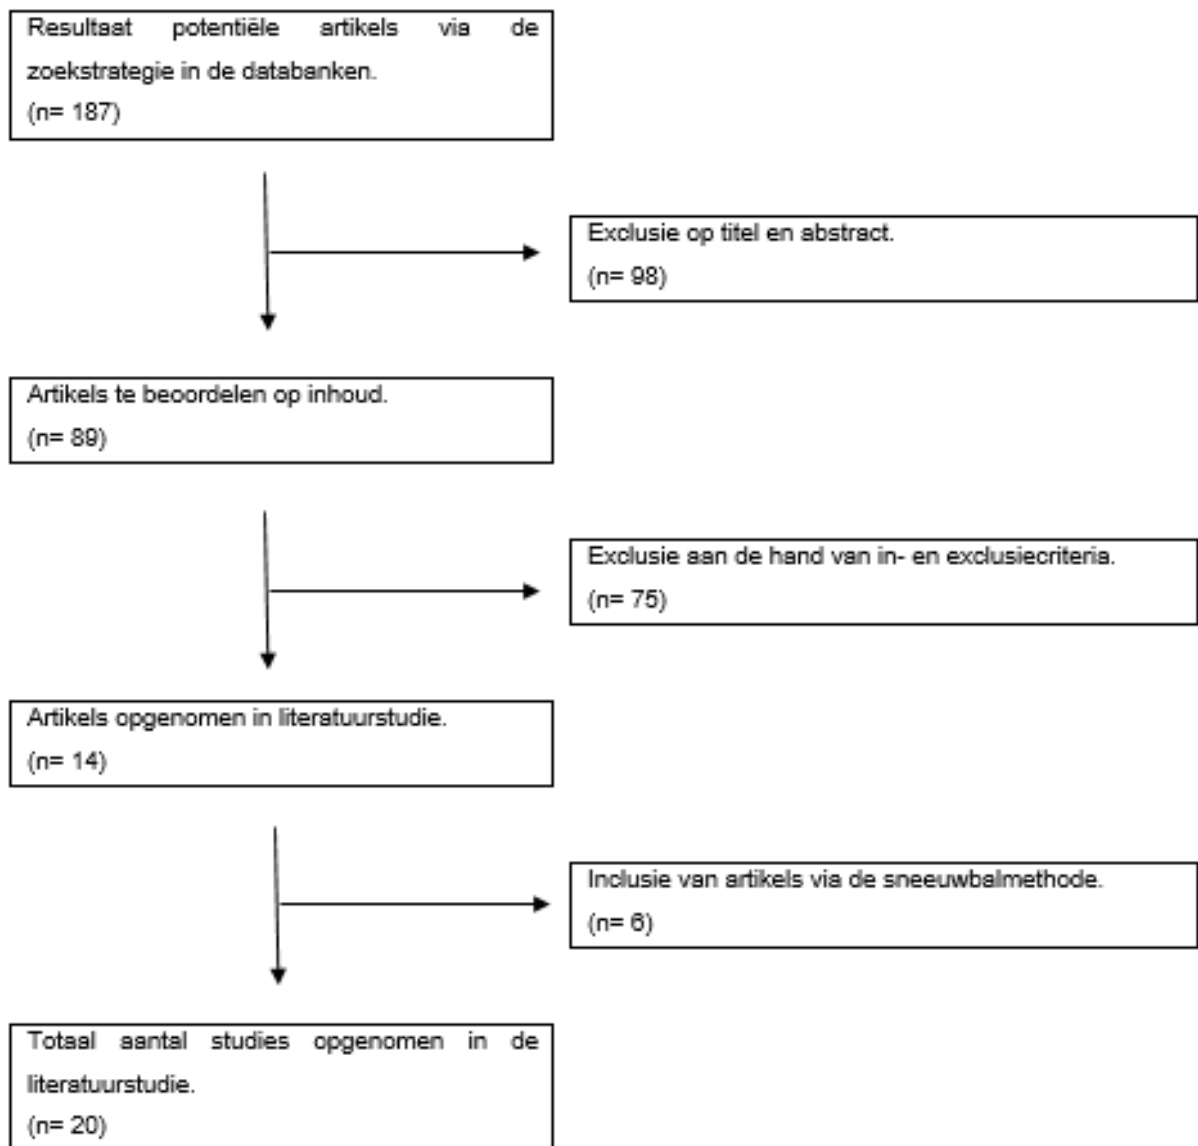 Resultaat potentiële artikels via de
zoekstrategie in de databanken.
(n= 187)
Exclusie op titel en abstract.
(n= 98)
Artikels te beoordelen op inhoud.
(n= 89)
Exclusie aan de hand van in- en exclusiecriteria.
(n= 75)
Artikels opgenomen in literatuurstudie.
(n= 14)
Inclusie van artikels via de sneeuwbalmethode.
(n= 6)
Totaal aantal studies opgenomen in de
literatuurstudie.
(n= 20)